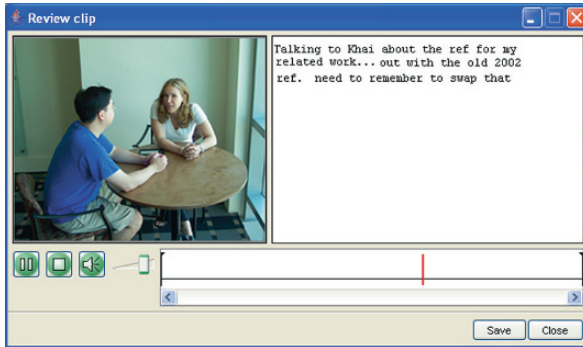 Review clip
Talking to Khai about the ref for my
related work... out with the old 2002
ref. need to remember to swap that
Save
Close